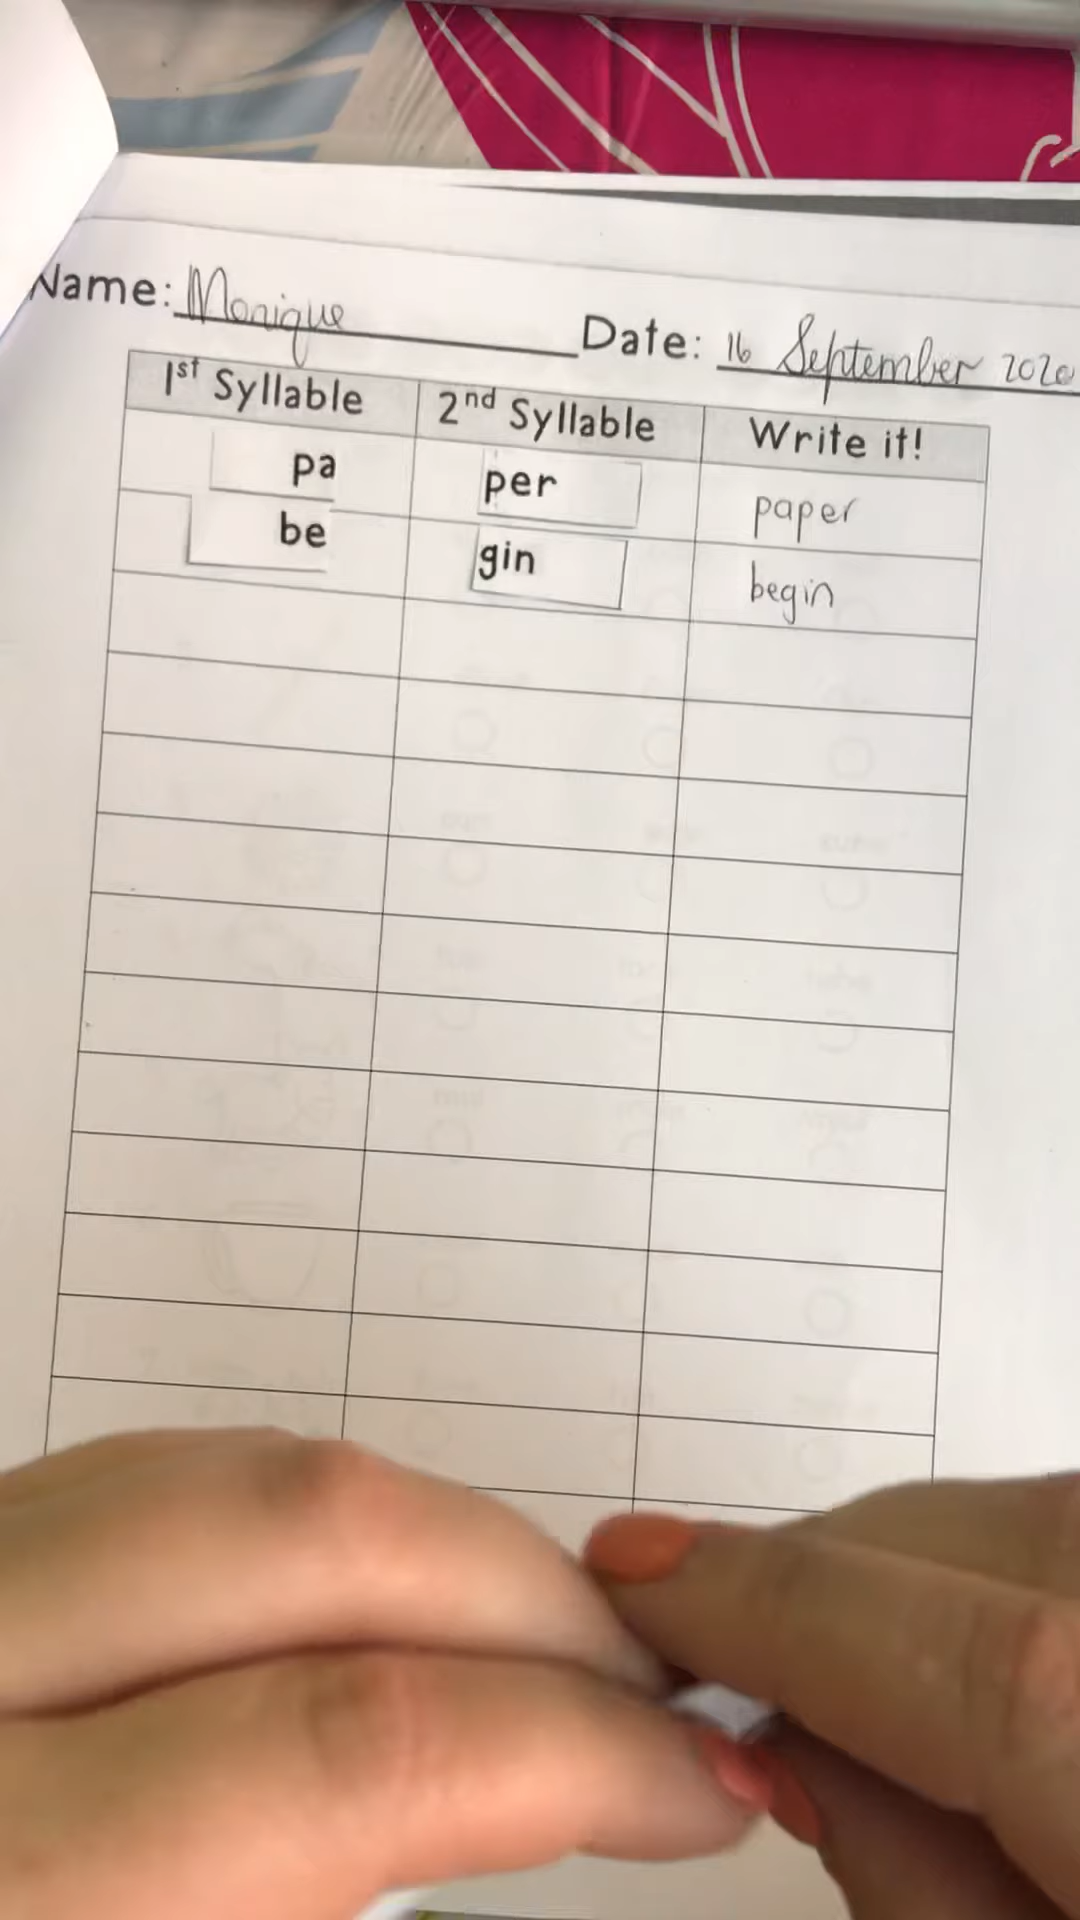 Name: Monique Date: 16 September 2020
1st Syllable 2nd Syllable Write it!
pa per paper
be gin begin